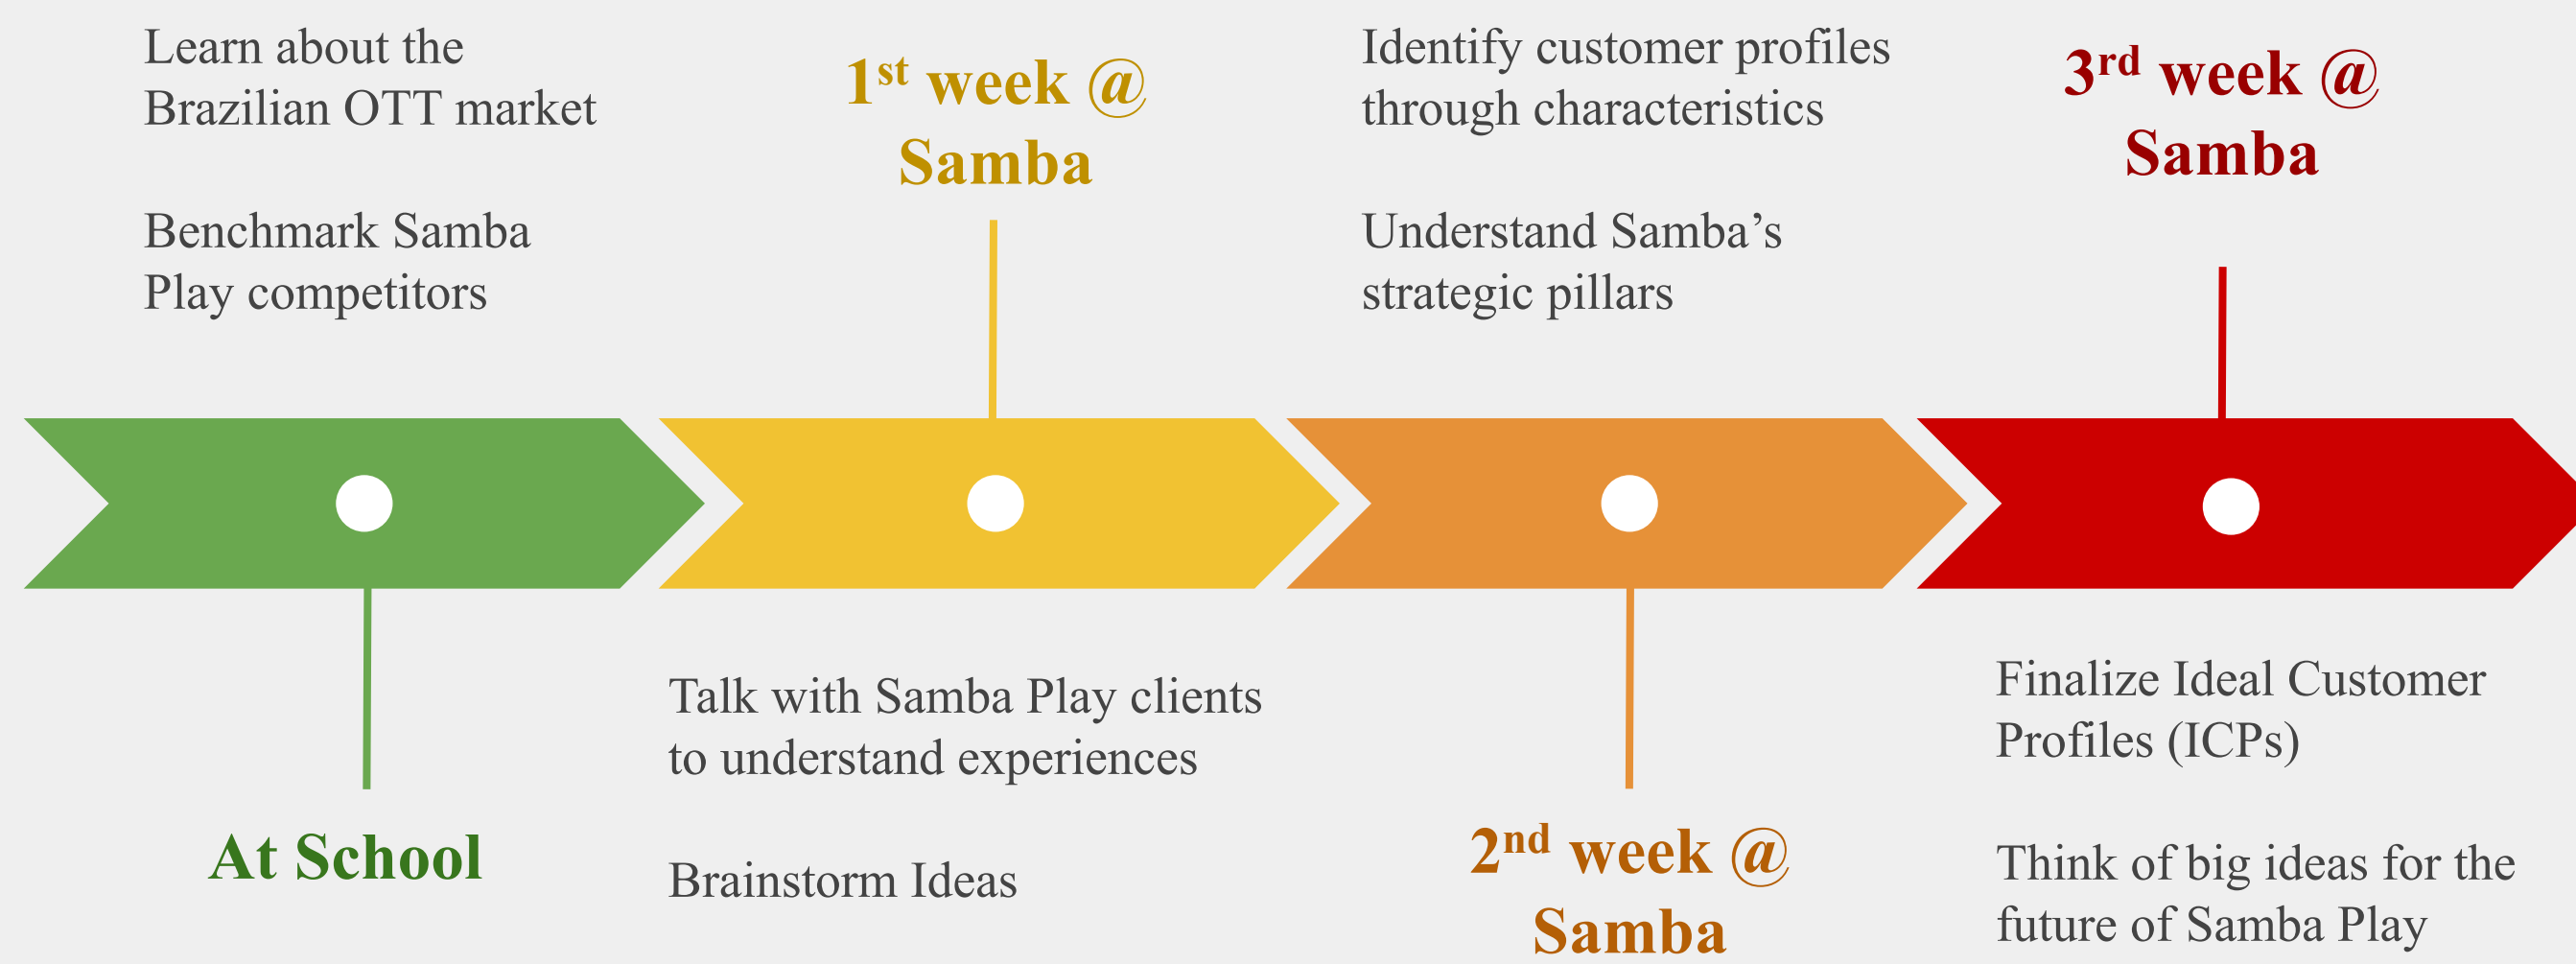 Learn about the
Brazilian OTT market
Benchmark Samba
Play competitors
At School
1st week @
Samba
Talk with Samba Play clients
to understand experiences
Brainstorm Ideas
Identify customer profiles
through characteristics
Understand Samba’s
strategic pillars
2nd week @
Samba
3rd week @
Samba
Finalize Ideal Customer
Profiles (ICPs)
Think of big ideas for the
future of Samba Play